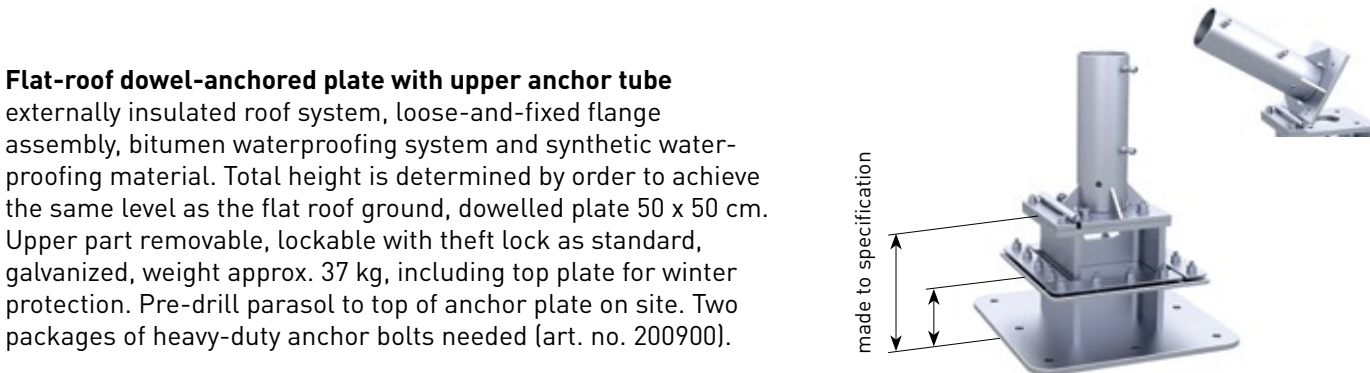 Flat-roof dowel-anchored plate with upper anchor tube
externally insulated roof system, loose-and-fixed flange
assembly, bitumen waterproofing system and synthetic water-
proofing material. Total height is determined by order to achieve
the same level as the flat roof ground, dowelled plate 50 x 50 cm.
Upper part removable, lockable with theft lock as standard,
galvanized, weight approx. 37 kg, including top plate for winter
protection. Pre-drill parasol to top of anchor plate on site. Two
packages of heavy-duty anchor bolts needed (art. no. 200900).
made to specification